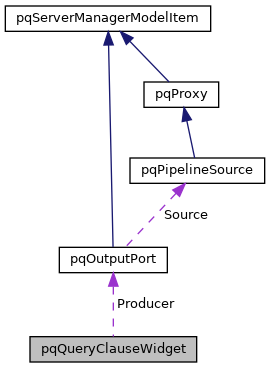 pqServerManagerModelItem
pqProxy
pqPipelineSource
Source
pqOutputPort
Producer
pqQueryClauseWidget